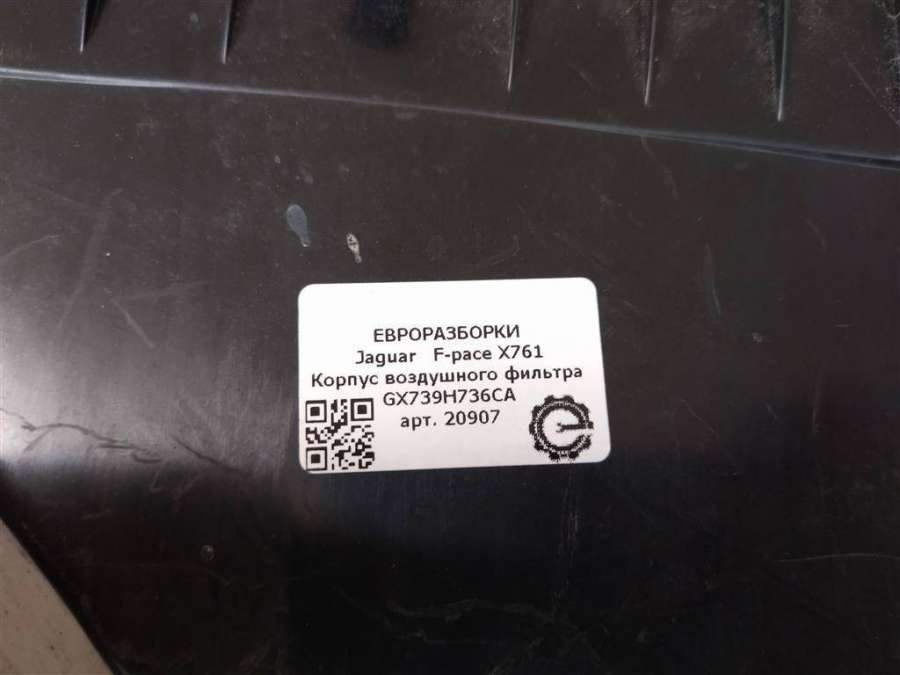 ЕВРОРАЗБОРКИ
Jaguar F-pace X761
Корпус воздушного фильтра
GX739H736CA
арт. 20907